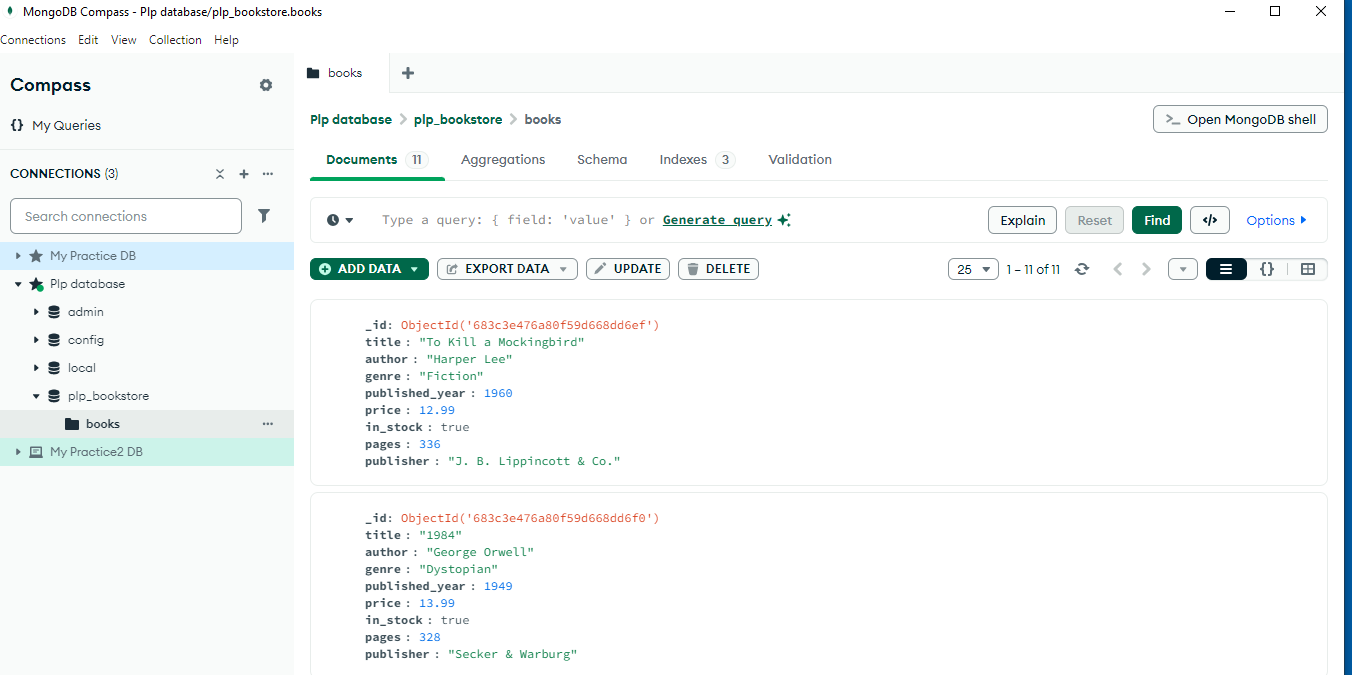 MongoDB Compass - Plp database/plp_bookstore.books
Connections Edit View Collection Help
Compass
{} My Queries
CONNECTIONS (3)
Search connections
My Practice DB
Plp database
admin
config
local
plp_bookstore
books
My Practice2 DB
books
Plp database > plp_bookstore > books
>_ Open MongoDB shell
Documents 11 Aggregations Schema Indexes 3 Validation
Type a query: { field: 'value' } or Generate query
Explain Reset Find </> Options
ADD DATA EXPORT DATA UPDATE DELETE
25 1 – 11 of 11 {}
_id: ObjectId('683c3e476a80f59d668dd6ef')
title : "To Kill a Mockingbird"
author : "Harper Lee"
genre : "Fiction"
published_year : 1960
price : 12.99
in_stock : true
pages : 336
publisher : "J. B. Lippincott & Co."
_id: ObjectId('683c3e476a80f59d668dd6f0')
title : "1984"
author : "George Orwell"
genre : "Dystopian"
published_year : 1949
price : 13.99
in_stock : true
pages : 328
publisher : "Secker & Warburg"